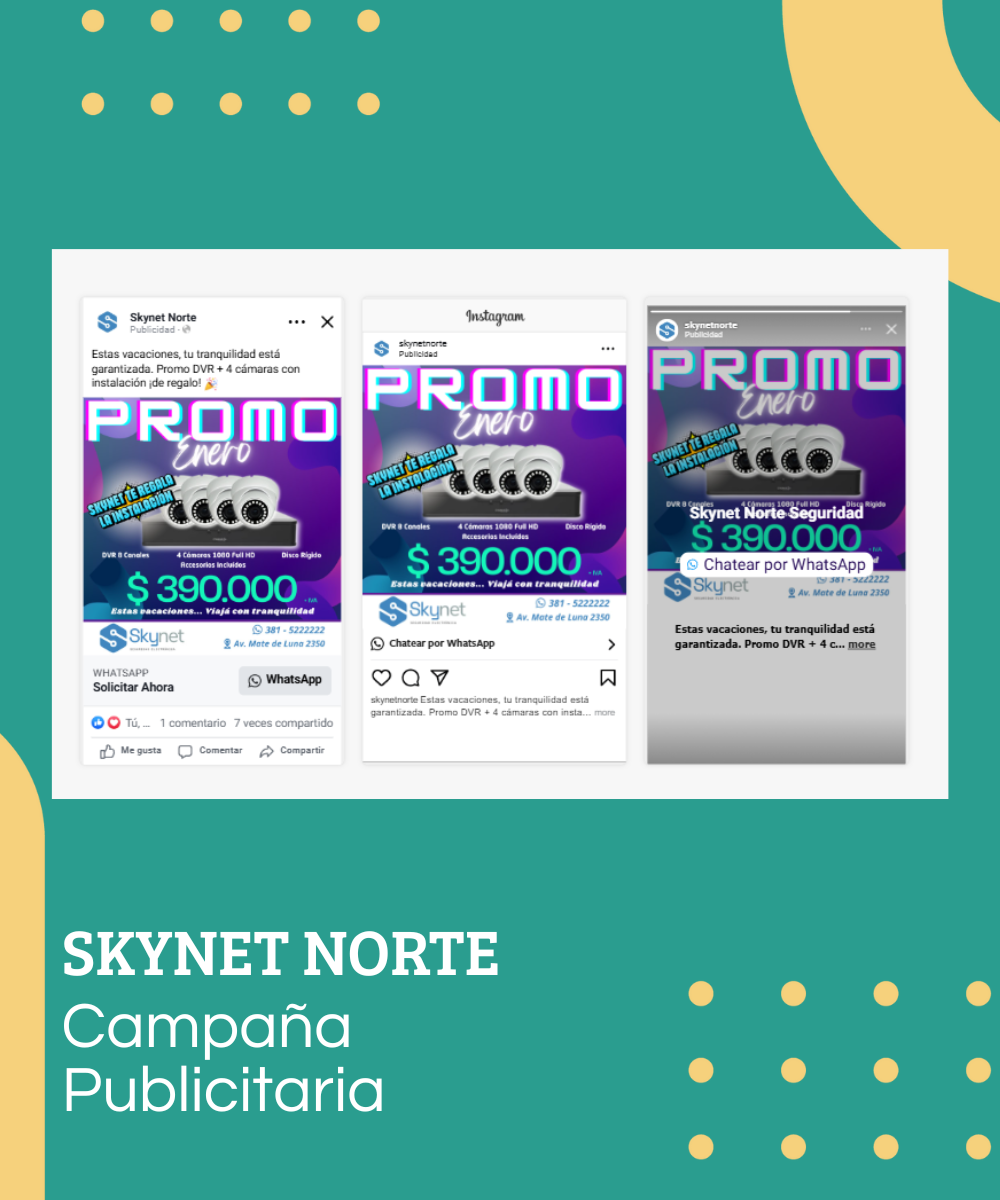 Skynet Norte
Publicidad ·
Estas vacaciones, tu tranquilidad está
garantizada. Promo DVR + 4 cámaras con
instalación ¡de regalo! 🎉
PROMO
Enero
SKYNET TE REGALA
LA INSTALACIÓN
DVR 8 Canales
4 Cámaras 1080 Full HD
Disco Rígido
Accesorios Incluidos
$ 390.000
+ IVA
Estas vacaciones... Viajá con tranquilidad
Skynet
381 - 5222222
Av. Mate de Luna 2350
WHATSAPP
Solicitar Ahora
WhatsApp
Tú, ... 1 comentario 7 veces compartido
Me gusta Comentar Compartir
Instagram
skynetnorte
Publicidad
PROMO
Enero
SKYNET TE REGALA
LA INSTALACIÓN
DVR 8 Canales
4 Cámaras 1080 Full HD
Disco Rígido
Accesorios Incluidos
$ 390.000
+ IVA
Estas vacaciones... Viajá con tranquilidad
Skynet
381 - 5222222
Av. Mate de Luna 2350
Chatear por WhatsApp
skynetnorte Estas vacaciones, tu tranquilidad está
garantizada. Promo DVR + 4 cámaras con insta... more
skynetnorte
Publicidad
PROMO
Enero
SKYNET TE REGALA
LA INSTALACIÓN
DVR 8 Canales
4 Cámaras 1080 Full HD
Disco Rígido
Skynet Norte Seguridad
$ 390.000
+ IVA
Chatear por WhatsApp
Skynet
381 - 5222222
Av. Mate de Luna 2350
Estas vacaciones, tu tranquilidad está
garantizada. Promo DVR + 4 c... more
SKYNET NORTE
Campaña
Publicitaria